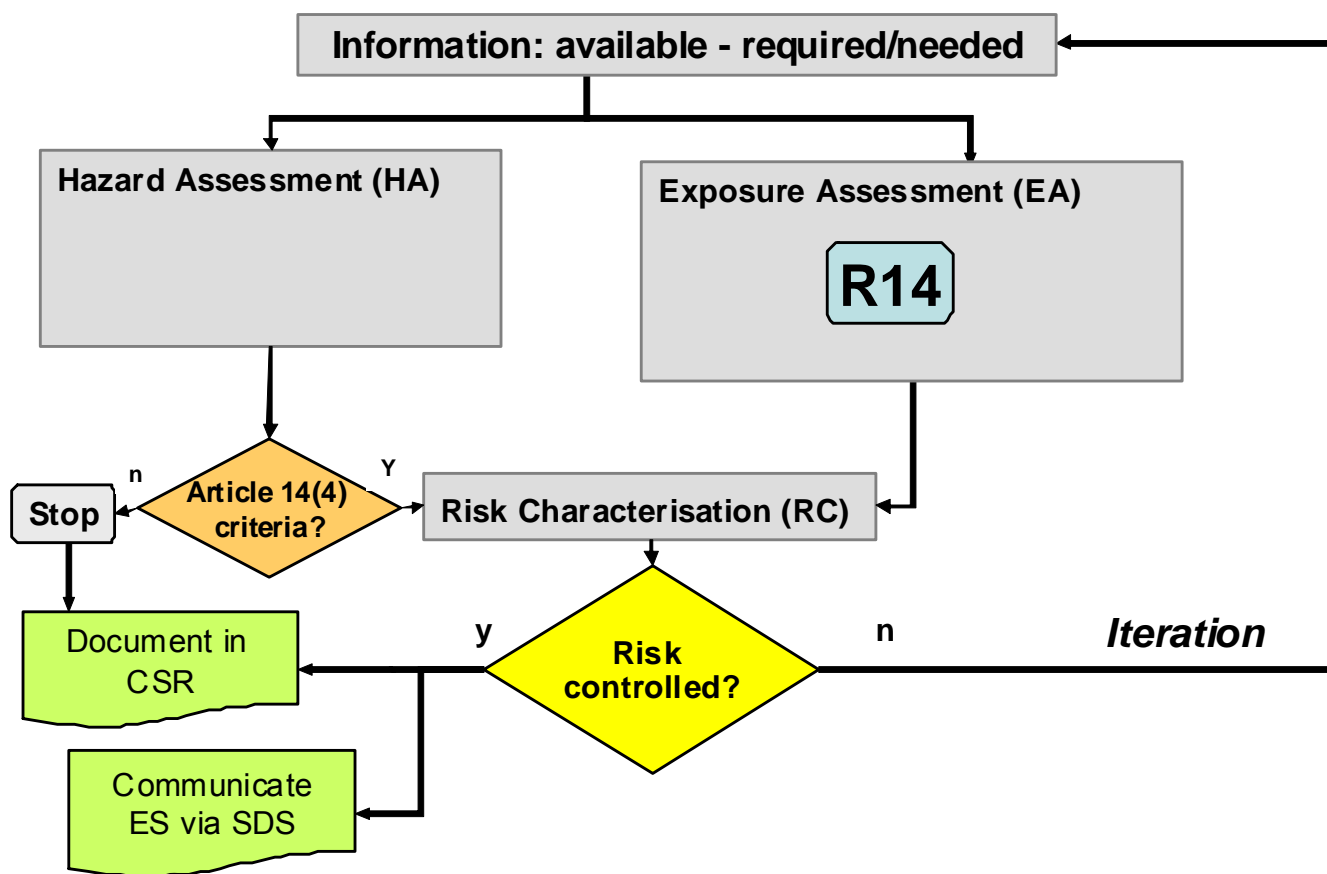 Information: available - required/needed
Hazard Assessment (HA)
Exposure Assessment (EA)
R14
n
Y
Article 14(4)
criteria?
Stop
Risk Characterisation (RC)
Document in
CSR
y
Risk
controlled?
n
Iteration
Communicate
ES via SDS